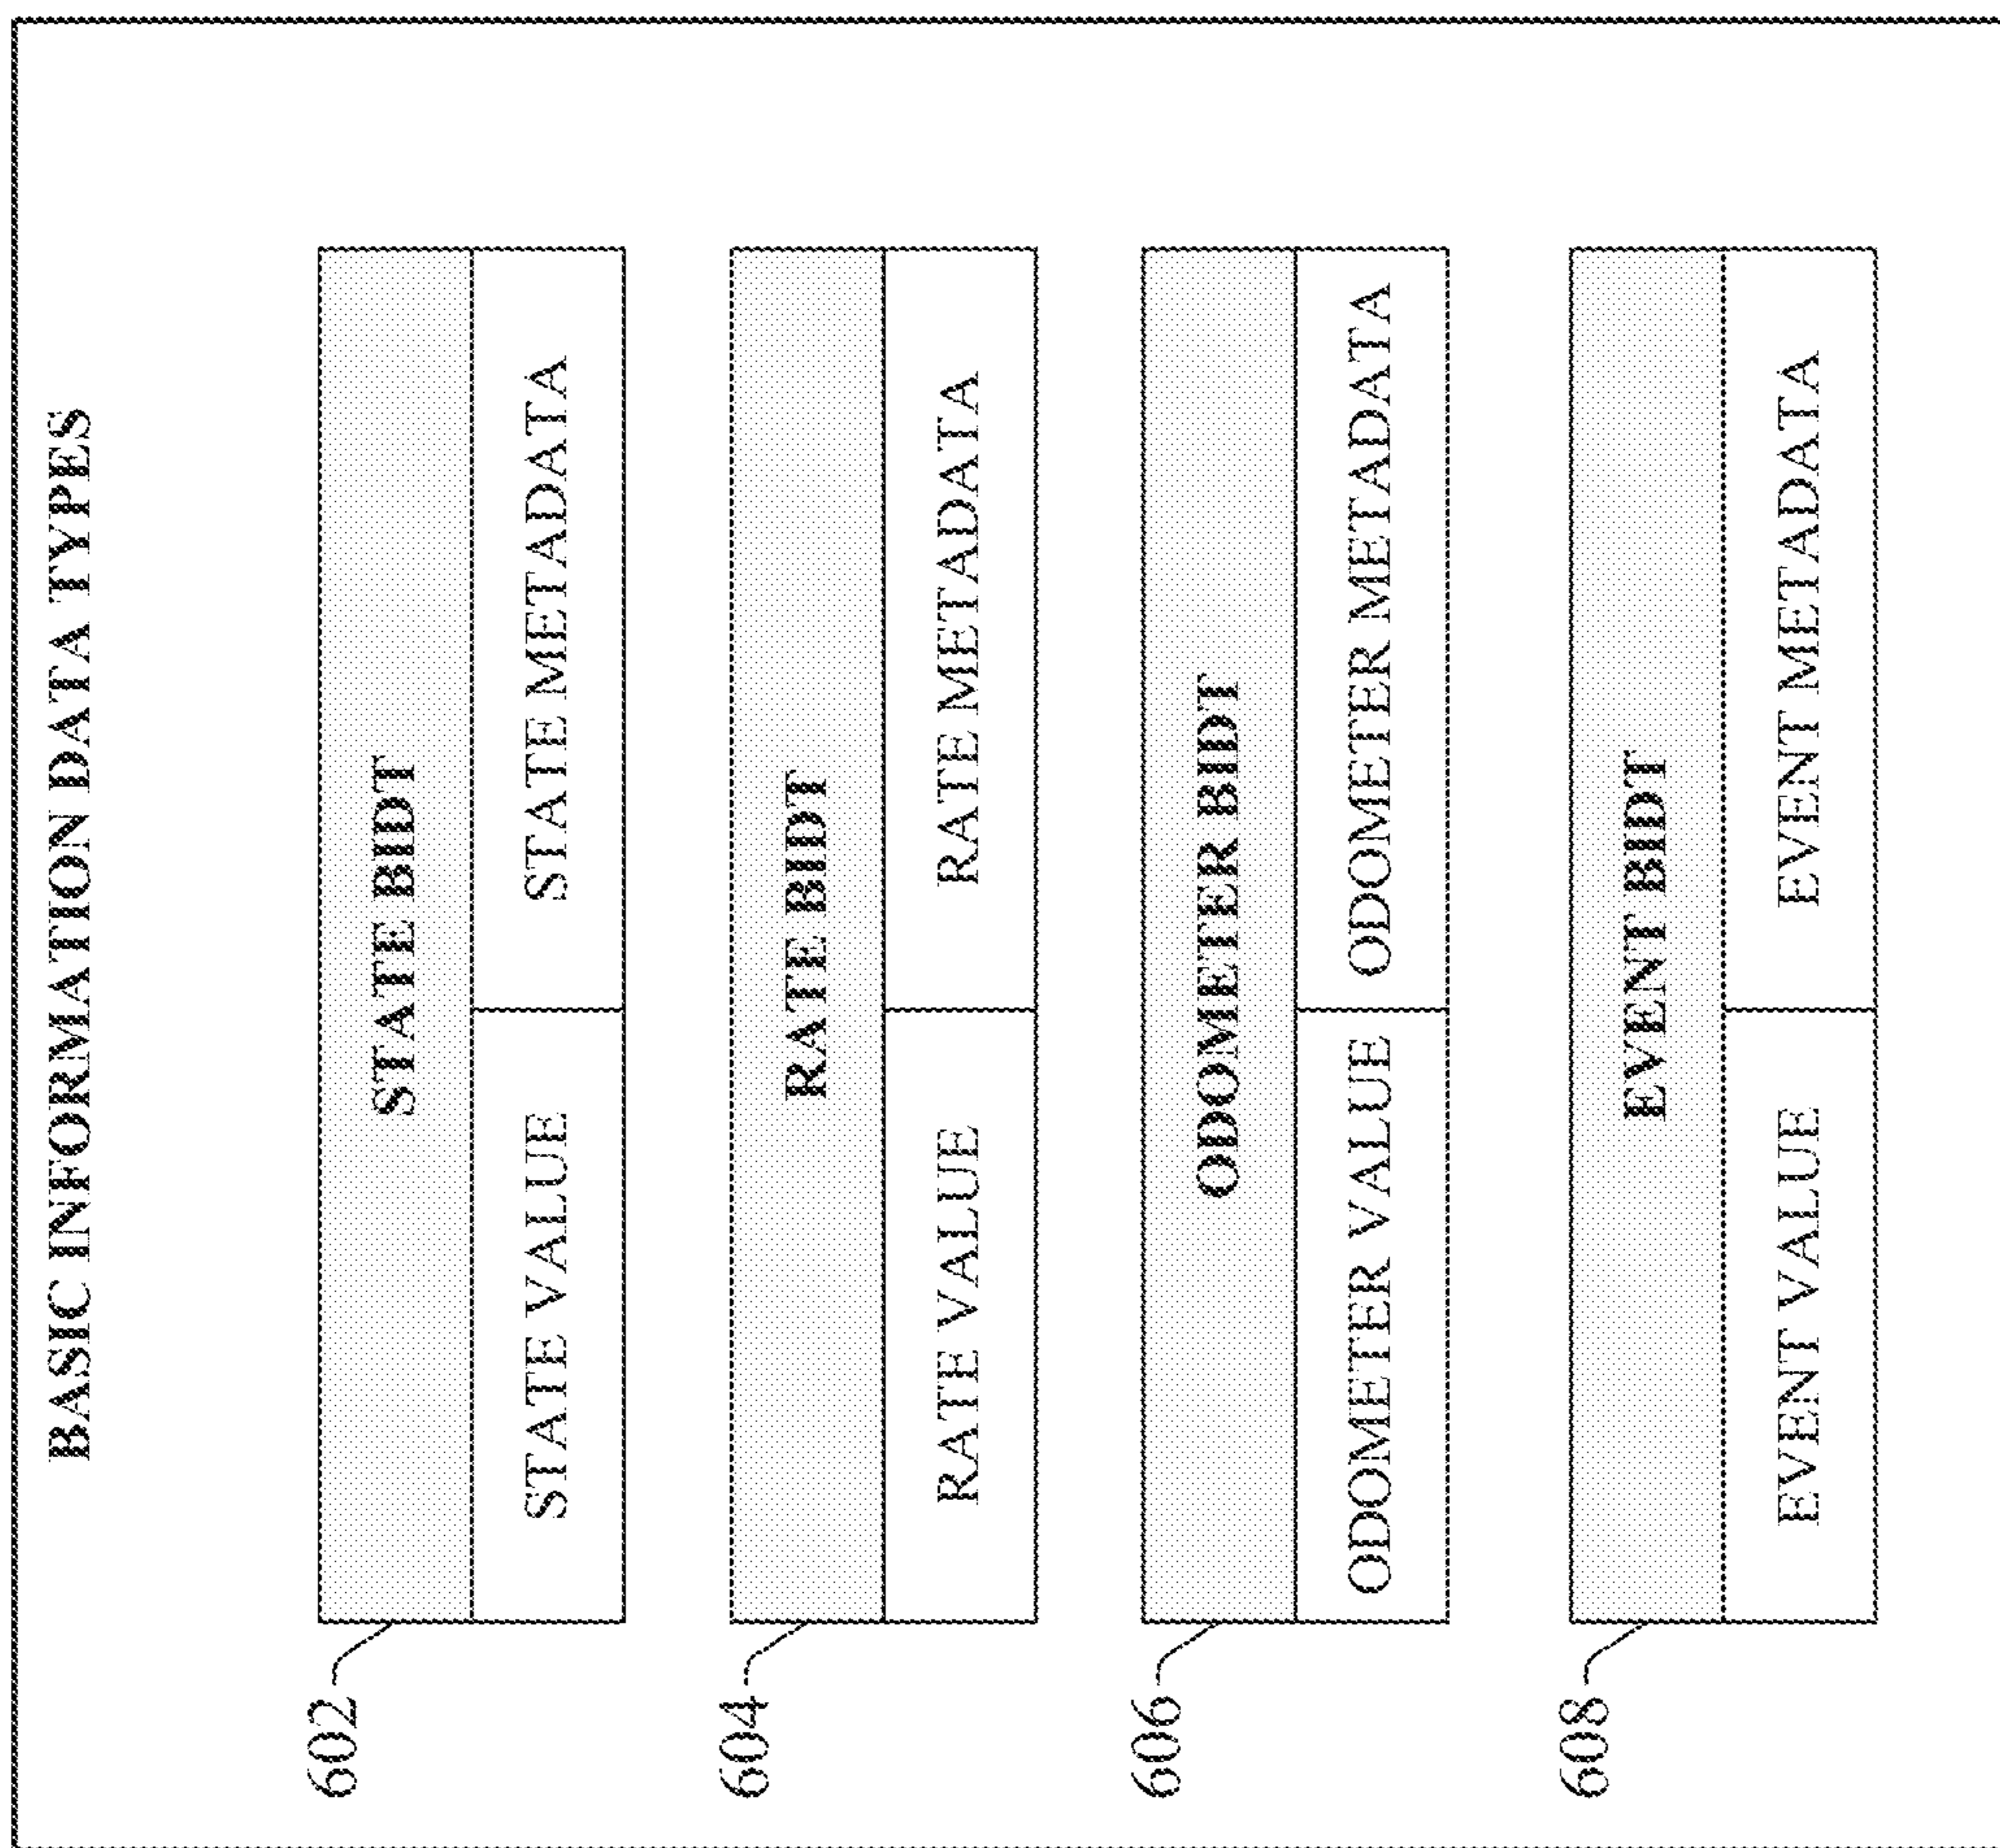 BASIC INFORMATION DATA TYPES
602
STATE BIDT
STATE VALUE
STATE METADATA
604
RATE BIDT
RATE VALUE
RATE METADATA
606
ODOMETER BIDT
ODOMETER VALUE
ODOMETER METADATA
608
EVENT BIDT
EVENT VALUE
EVENT METADATA